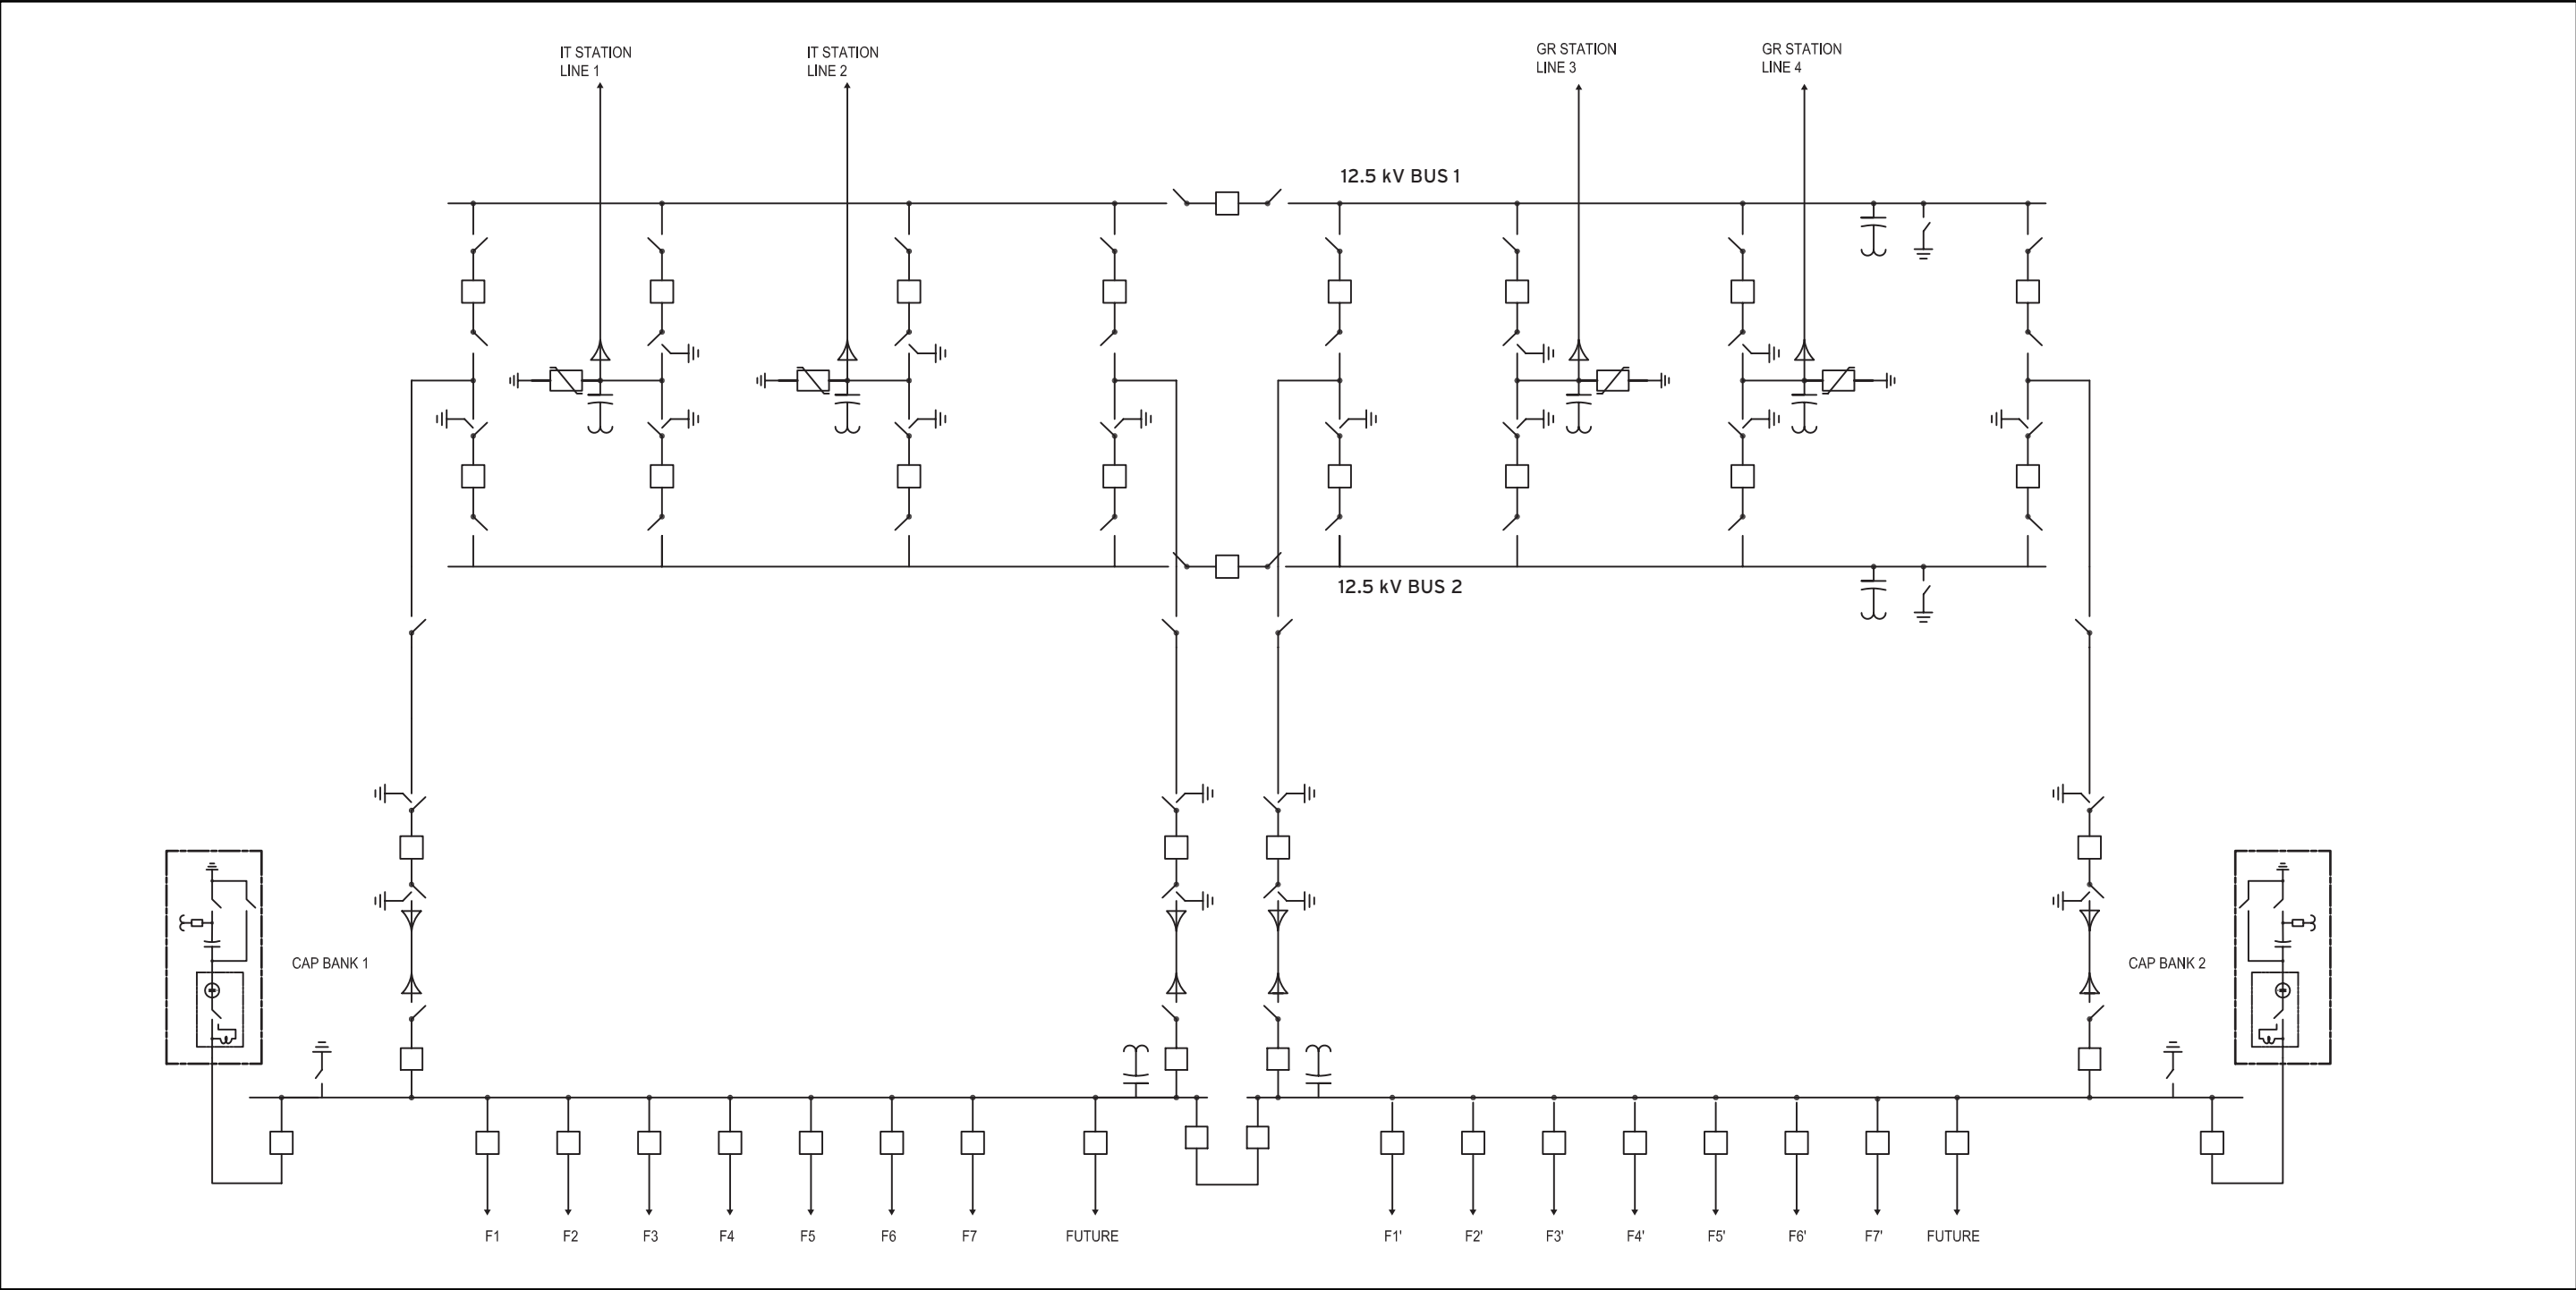 IT STATION
LINE 1
IT STATION
LINE 2
GR STATION
LINE 3
GR STATION
LINE 4
12.5 kV BUS 1
12.5 kV BUS 2
CAP BANK 1
CAP BANK 2
F1
F2
F3
F4
F5
F6
F7
FUTURE
F1'
F2'
F3'
F4'
F5'
F6'
F7'
FUTURE